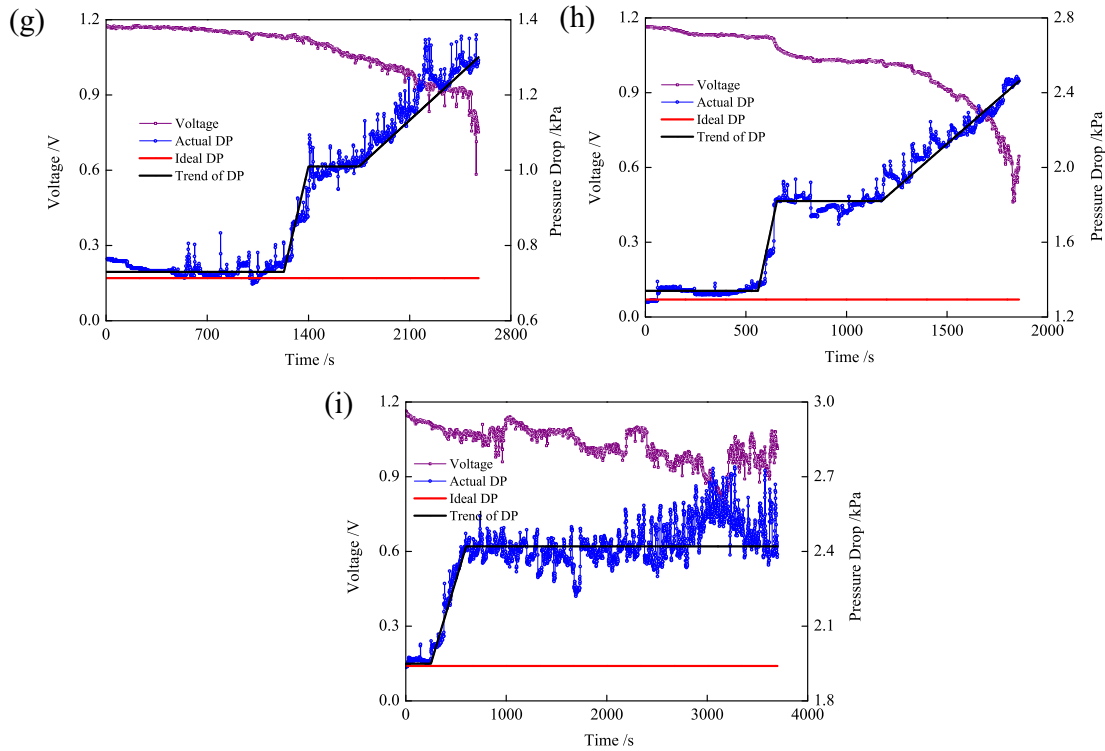 (g)
1.2
0.9
0.6
0.3
0.0
Voltage /V
Voltage
Actual DP
Ideal DP
Trend of DP
1.4
1.2
1.0
0.8
0.6
Pressure Drop /kPa
0 700 1400 2100 2800
Time /s
(h)
1.2
0.9
0.6
0.3
0.0
Voltage /V
Voltage
Actual DP
Ideal DP
Trend of DP
2.8
2.4
2.0
1.6
1.2
Pressure Drop /kPa
0 500 1000 1500 2000
Time /s
(i)
1.2
0.9
0.6
0.3
0.0
Voltage /V
Voltage
Actual DP
Ideal DP
Trend of DP
3.0
2.7
2.4
2.1
1.8
Pressure Drop /kPa
0 1000 2000 3000 4000
Time /s